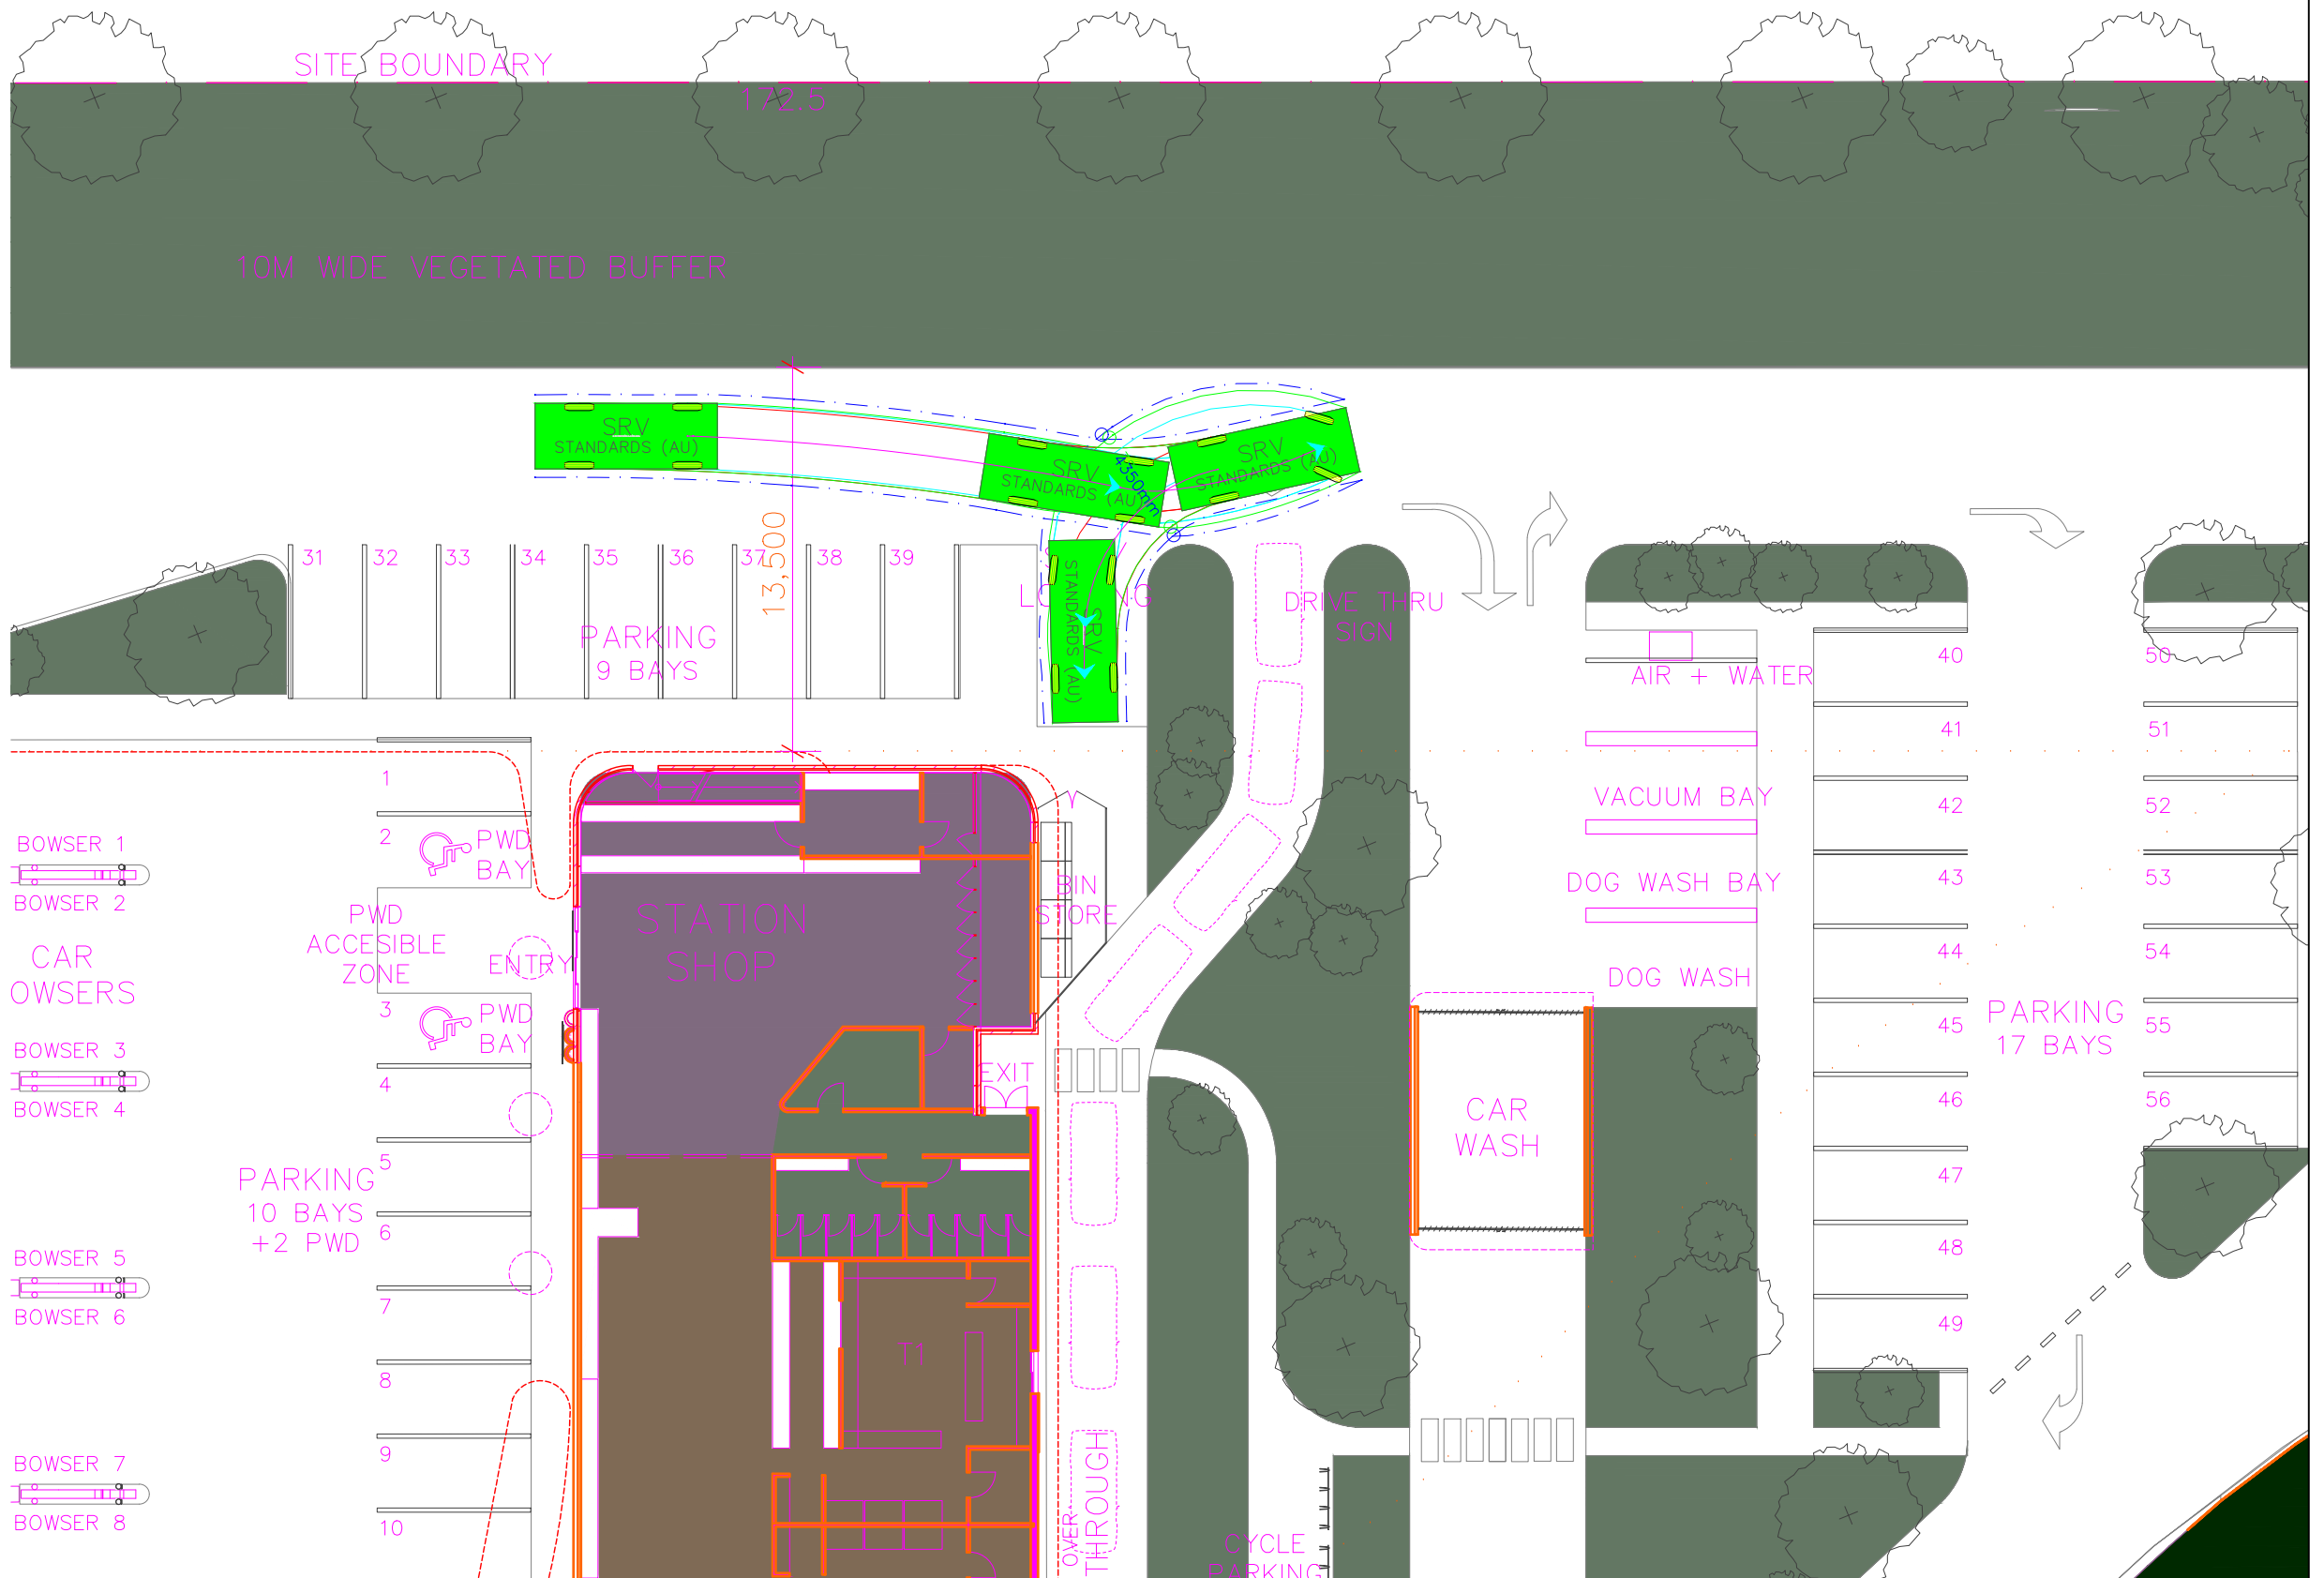 SITE BOUNDARY
172.5
10M WIDE VEGETATED BUFFER
SRV
STANDARDS (AU)
SRV
STANDARDS (AU)
SRV
STANDARDS (AU)
4350mm
SRV
STANDARDS (AU)
13,500
31
32
33
34
35
36
37
38
39
PARKING
9 BAYS
DRIVE THRU
SIGN
AIR + WATER
VACUUM BAY
DOG WASH BAY
DOG WASH
CAR
WASH
40
41
42
43
44
45
46
47
48
49
PARKING
17 BAYS
50
51
52
53
54
55
56
1
2
PWD
BAY
PWD
ACCESIBLE
ZONE
ENTRY
3
PWD
BAY
4
5
6
7
8
9
10
PARKING
10 BAYS
+2 PWD
BOWSER 1
BOWSER 2
CAR
OWSERS
BOWSER 3
BOWSER 4
BOWSER 5
BOWSER 6
BOWSER 7
BOWSER 8
STATION
SHOP
BIN
STORE
EXIT
T1
OVER
THROUGH
CYCLE
PARKING